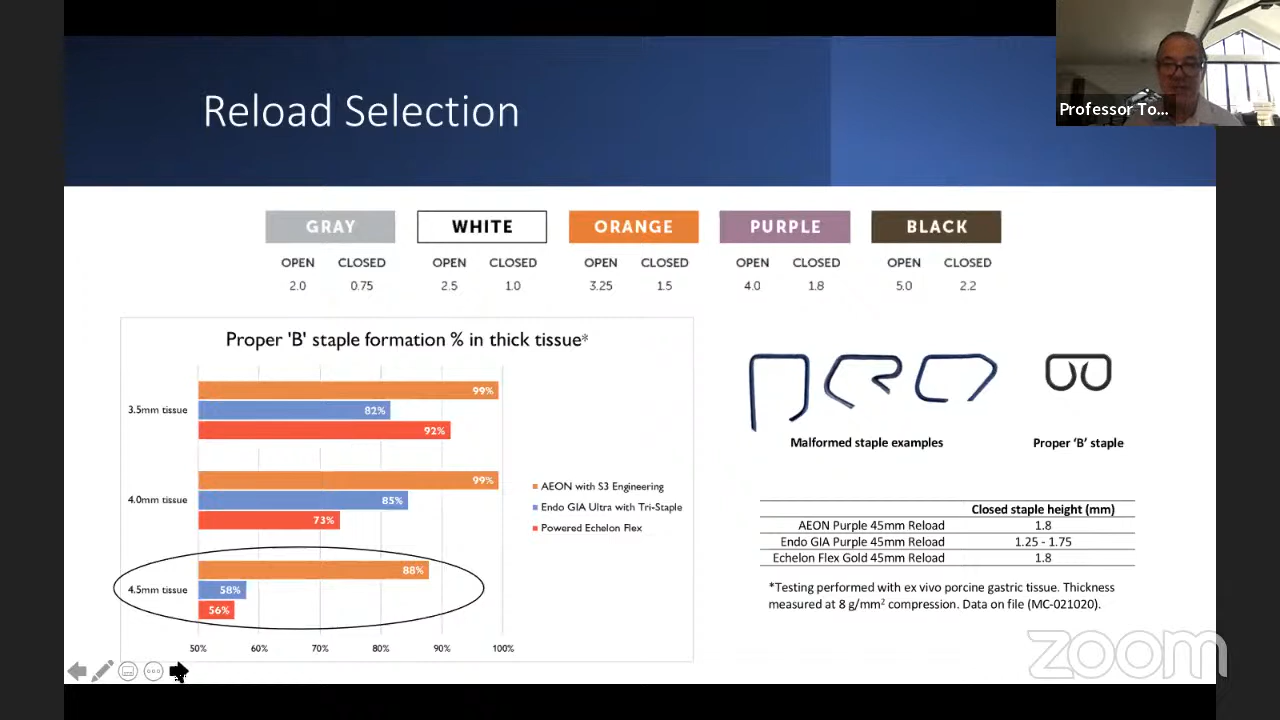 Professor To...
Reload Selection
GRAY WHITE ORANGE PURPLE BLACK
OPEN CLOSED OPEN CLOSED OPEN CLOSED OPEN CLOSED OPEN CLOSED
2.0 0.75 2.5 1.0 3.25 1.5 4.0 1.8 5.0 2.2
Proper 'B' staple formation % in thick tissue*
3.5mm tissue
99%
82%
92%
4.0mm tissue
99%
85%
73%
4.5mm tissue
88%
58%
56%
50% 60% 70% 80% 90% 100%
AEON with S3 Engineering
Endo GIA Ultra with Tri-Staple
Powered Echelon Flex
Malformed staple examples
Proper ‘B’ staple
Closed staple height (mm)
AEON Purple 45mm Reload 1.8
Endo GIA Purple 45mm Reload 1.25 - 1.75
Echelon Flex Gold 45mm Reload 1.8
*Testing performed with ex vivo porcine gastric tissue. Thickness
measured at 8 g/mm² compression. Data on file (MC-021020).
zoom